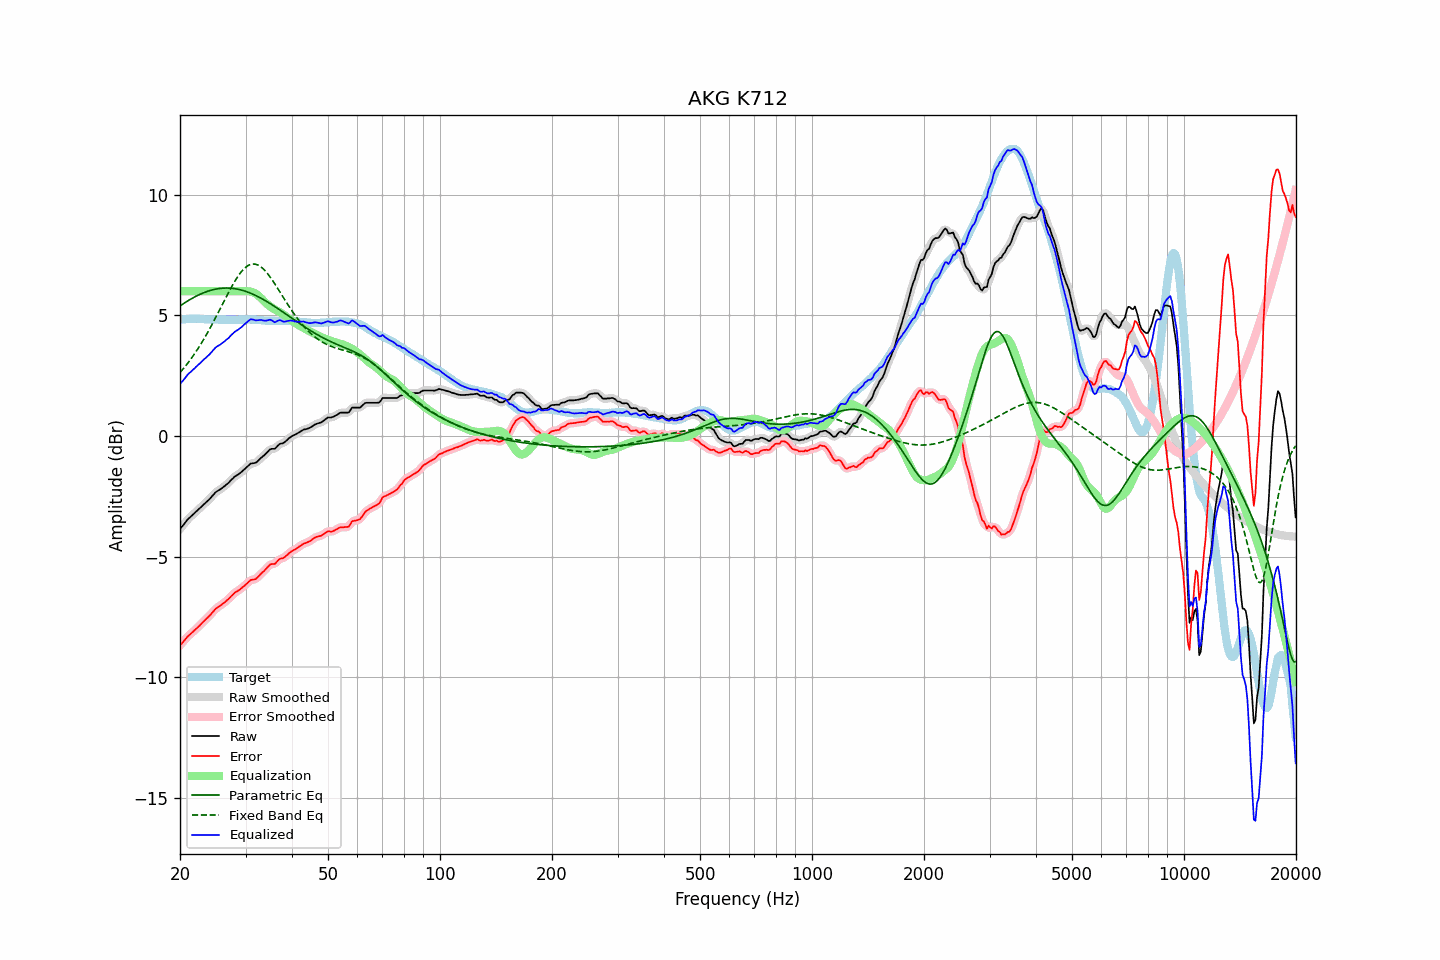 AKG K712
Amplitude (dBr)
10
5
0
−5
−10
−15
Target
Raw Smoothed
Error Smoothed
Raw
Error
Equalization
Parametric Eq
Fixed Band Eq
Equalized
20 50 100 200 500 1000 2000 5000 10000 20000
Frequency (Hz)